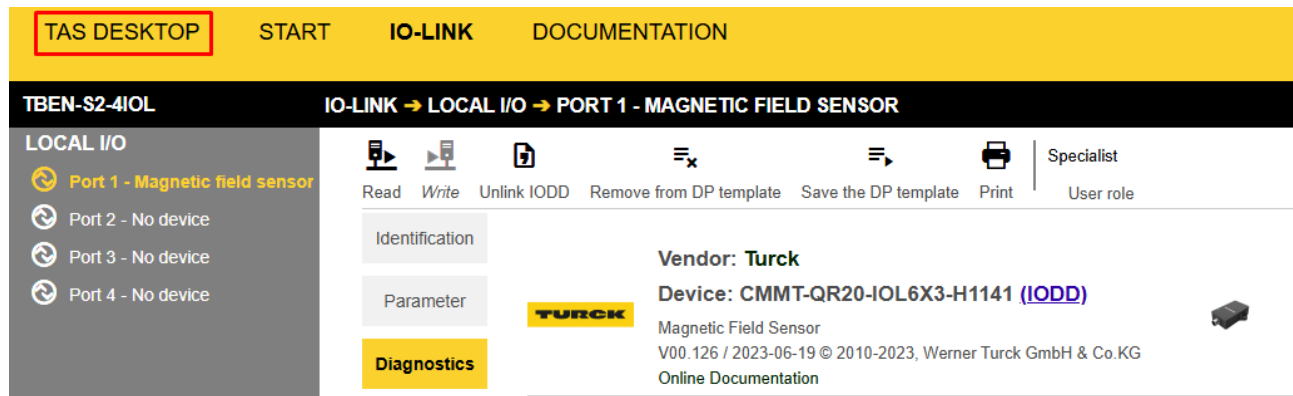 TAS DESKTOP START IO-LINK DOCUMENTATION
TBEN-S2-4IOL IO-LINK ➔ LOCAL I/O ➔ PORT 1 - MAGNETIC FIELD SENSOR
LOCAL I/O
Port 1 - Magnetic field sensor
Port 2 - No device
Port 3 - No device
Port 4 - No device
Specialist
Read Write Unlink IODD Remove from DP template Save the DP template Print User role
Identification
Parameter
Diagnostics
TURCK
Vendor: Turck
Device: CMMT-QR20-IOL6X3-H1141 (IODD)
Magnetic Field Sensor
V00.126 / 2023-06-19 © 2010-2023, Werner Turck GmbH & Co.KG
Online Documentation